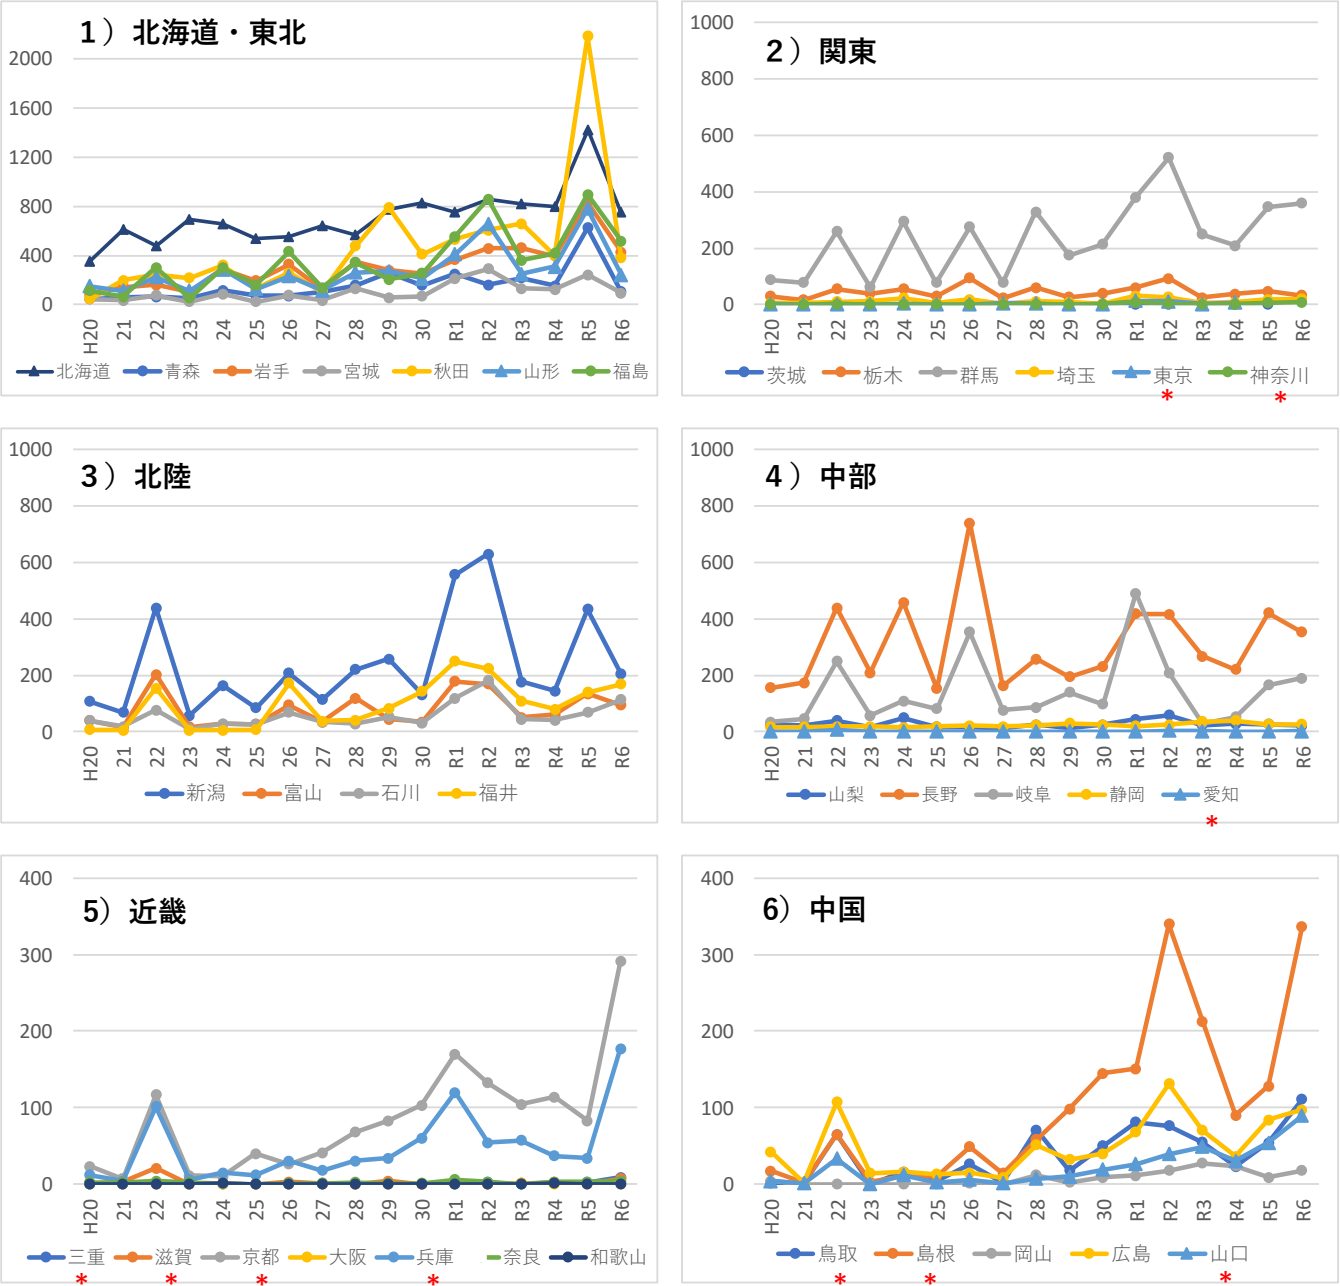 1）北海道・東北
2000
1600
1200
800
400
0
H20 21 22 23 24 25 26 27 28 29 30 R1 R2 R3 R4 R5 R6
北海道 青森 岩手 宮城 秋田 山形 福島
2）関東
1000
800
600
400
200
0
H20 21 22 23 24 25 26 27 28 29 30 R1 R2 R3 R4 R5 R6
茨城 栃木 群馬 埼玉 東京 神奈川
* *
3）北陸
1000
800
600
400
200
0
H20 21 22 23 24 25 26 27 28 29 30 R1 R2 R3 R4 R5 R6
新潟 富山 石川 福井
4）中部
1000
800
600
400
200
0
H20 21 22 23 24 25 26 27 28 29 30 R1 R2 R3 R4 R5 R6
山梨 長野 岐阜 静岡 愛知
*
5）近畿
400
300
200
100
0
H20 21 22 23 24 25 26 27 28 29 30 R1 R2 R3 R4 R5 R6
三重 滋賀 京都 大阪 兵庫 奈良 和歌山
* * * *
6）中国
400
300
200
100
0
H20 21 22 23 24 25 26 27 28 29 30 R1 R2 R3 R4 R5 R6
鳥取 島根 岡山 広島 山口
* * *